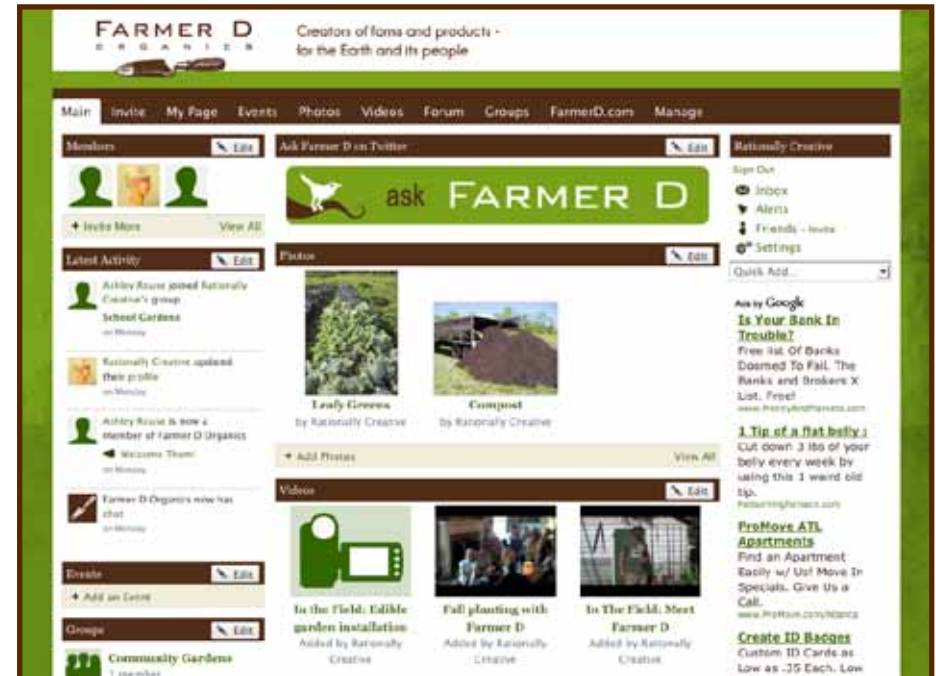 FARMER D
ORGANICS
Creators of farms and products -
for the Earth and its people
Main Invite My Page Events Photos Videos Forum Groups FarmerD.com Manage
Members
Edit
+ Invite More View All
Latest Activity
Edit
Ashley Rouse joined Rationally
Creative's group
School Gardens
on Monday
Rationally Creative updated
their profile
on Monday
Ashley Rouse is now a
member of Farmer D Organics
Welcome Them!
on Monday
Farmer D Organics now has
chat
on Monday
Events
Edit
+ Add an Event
Groups
Edit
Community Gardens
1 member
Ask Farmer D on Twitter
Edit
ask FARMER D
Photos
Edit
Leafy Greens
by Rationally Creative
Compost
by Rationally Creative
+ Add Photos View All
Videos
Edit
In the Field: Edible
garden installation
Added by Rationally
Creative
Fall planting with
Farmer D
Added by Rationally
Creative
In The Field: Meet
Farmer D
Added by Rationally
Creative
Rationally Creative
Sign Out
Inbox
Alerts
Friends - Invite
Settings
Quick Add...
Ads by Google
Is Your Bank In
Trouble?
Free list Of Banks
Doomed To Fail. The
Banks and Brokers X
List. Free!
1 Tip of a flat belly :
Cut down 3 lbs of your
belly every week by
using this 1 weird old
tip.
ProMove ATL
Apartments
Find an Apartment
Easily w/ Us! Move In
Specials. Give Us a
Call.
www.ProMove.com/Atlanta
Create ID Badges
Custom ID Cards as
Low as .35 Each. Low